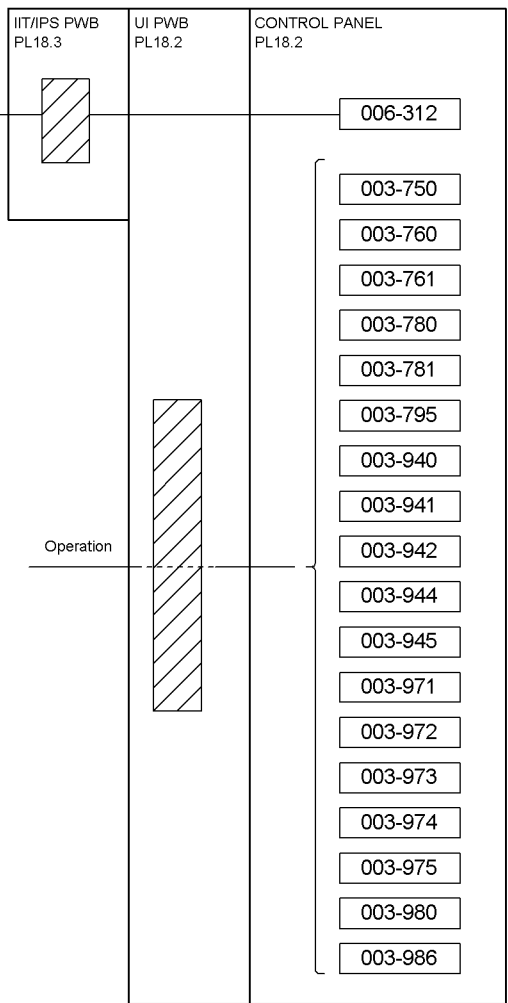 IIT/IPS PWB
PL18.3
UI PWB
PL18.2
CONTROL PANEL
PL18.2
006-312
003-750
003-760
003-761
003-780
003-781
003-795
003-940
003-941
Operation
003-942
003-944
003-945
003-971
003-972
003-973
003-974
003-975
003-980
003-986